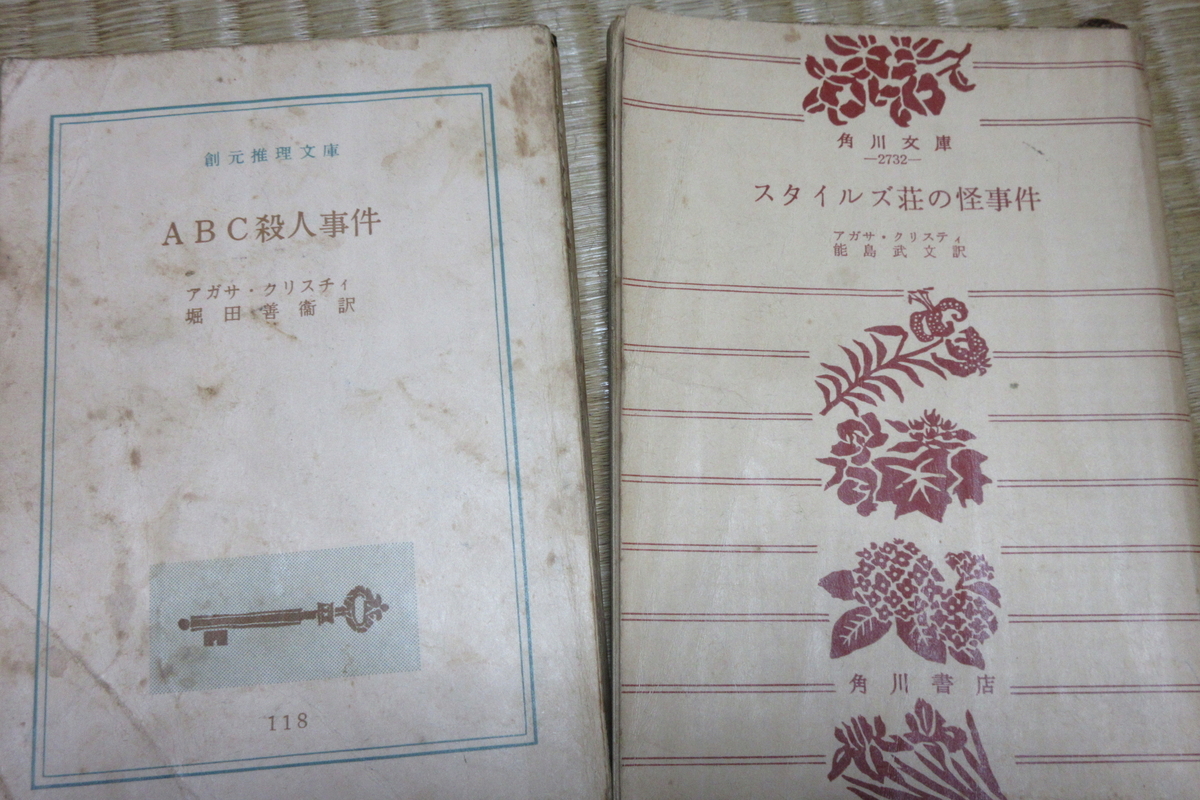 創元推理文庫
ABC殺人事件
アガサ・クリスチィ
堀田善衞訳
118
角川文庫
—2732—
スタイルズ荘の怪事件
アガサ・クリスティ
能島武文訳
角川書店